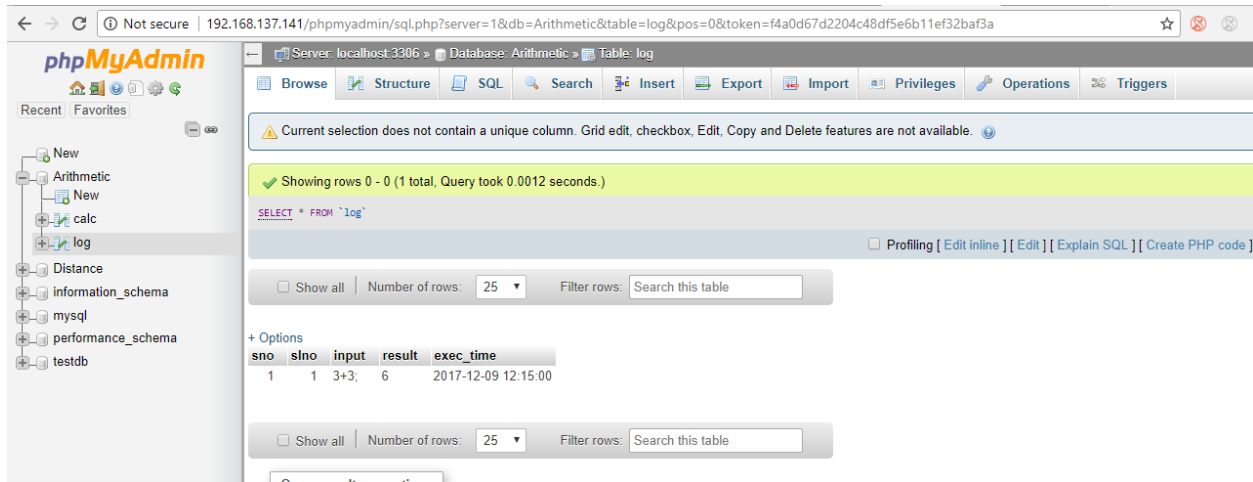 Not secure | 192.168.137.141/phpmyadmin/sql.php?server=1&db=Arithmetic&table=log&pos=0&token=f4a0d67d2204c48df5e6b11ef32baf3a
phpMyAdmin
Recent Favorites
New
Arithmetic
New
calc
log
Distance
information_schema
mysql
performance_schema
testdb
Server: localhost:3306 » Database: Arithmetic » Table: log
Browse Structure SQL Search Insert Export Import Privileges Operations Triggers
Current selection does not contain a unique column. Grid edit, checkbox, Edit, Copy and Delete features are not available.
Showing rows 0 - 0 (1 total, Query took 0.0012 seconds.)
SELECT * FROM `log`
Profiling [ Edit inline ] [ Edit ] [ Explain SQL ] [ Create PHP code ]
Show all | Number of rows: 25 Filter rows: Search this table
+ Options
sno slno input result exec_time
1 1 3+3; 6 2017-12-09 12:15:00
Show all | Number of rows: 25 Filter rows: Search this table